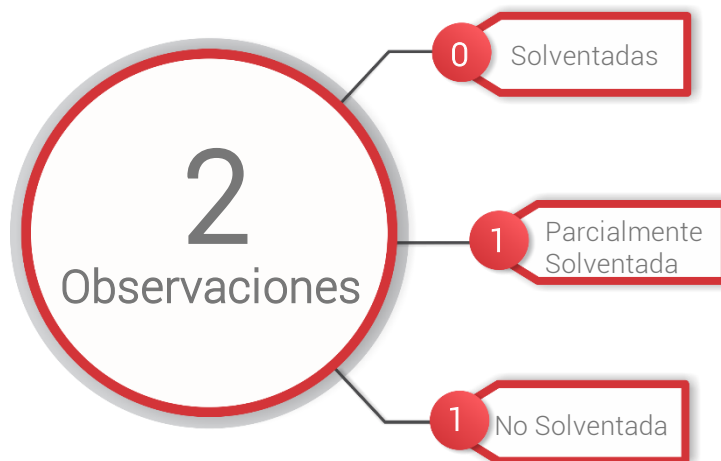 2
Observaciones
0
Solventadas
1
Parcialmente
Solventada
1
No Solventada